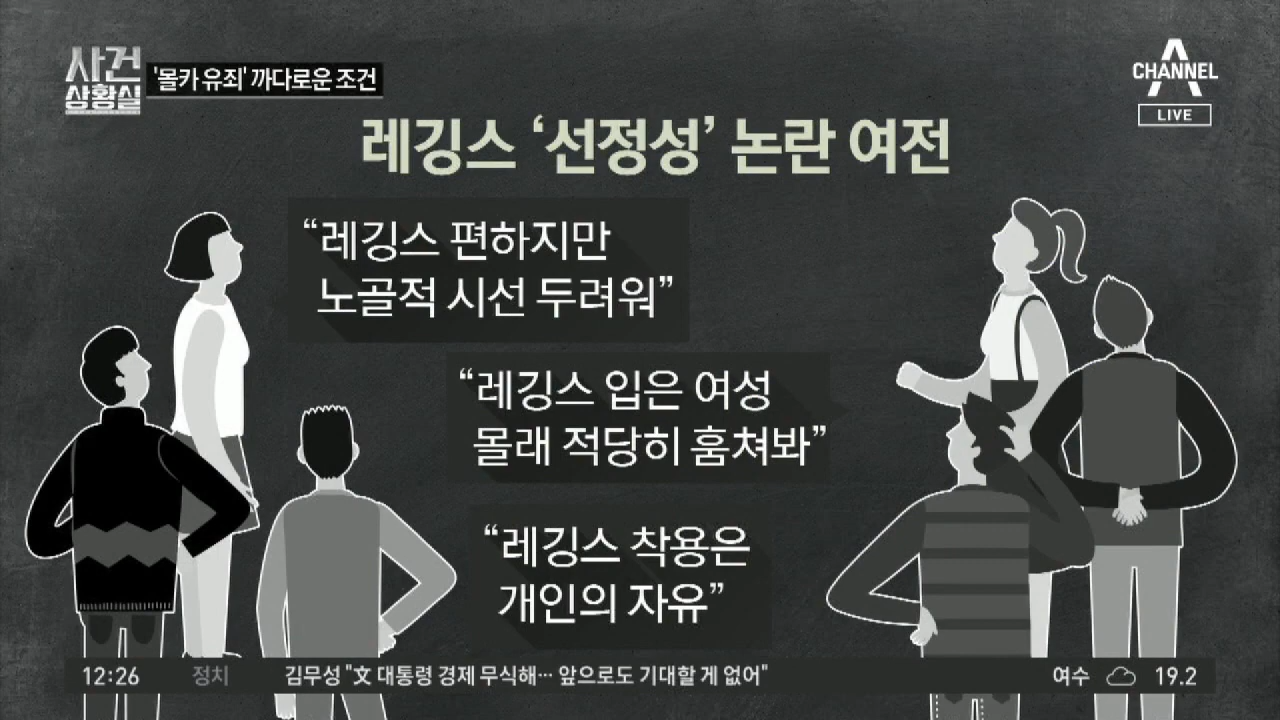 사건
상황실
'몰카 유죄' 까다로운 조건
CHANNEL A
LIVE
레깅스 ‘선정성’ 논란 여전
“레깅스 편하지만
노골적 시선 두려워”
“레깅스 입은 여성
몰래 적당히 훔쳐봐”
“레깅스 착용은
개인의 자유”
12:26 정치 김무성 "文 대통령 경제 무식해… 앞으로도 기대할 게 없어" 여수 19.2